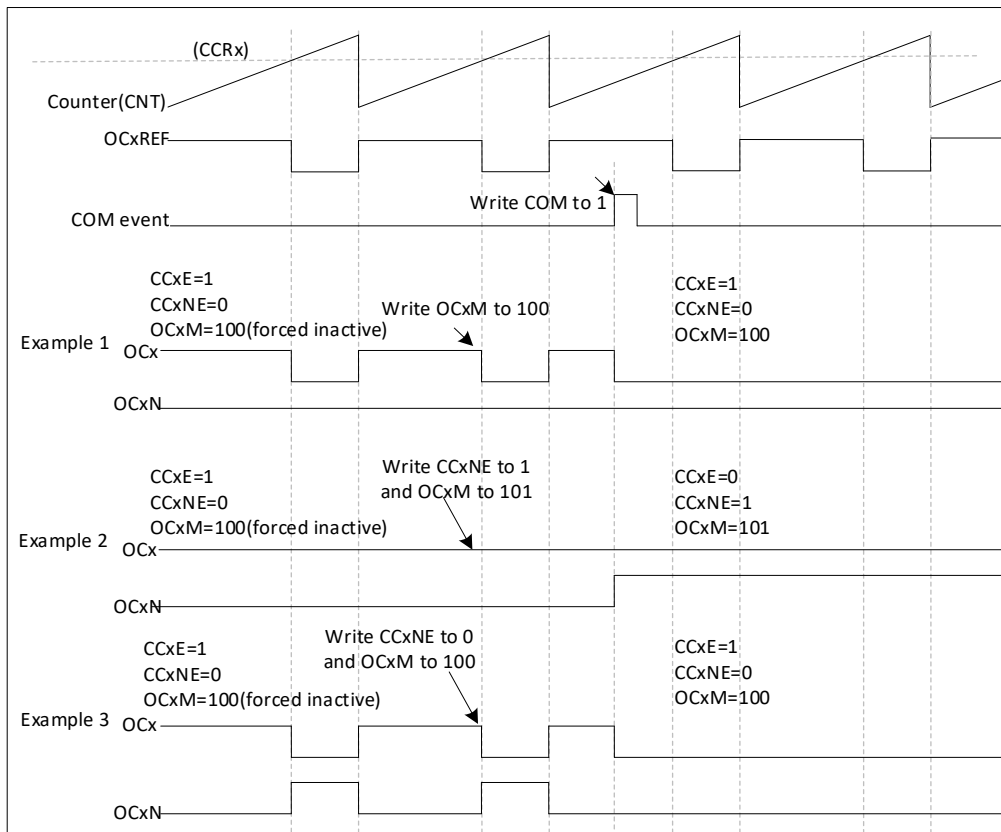 (CCRx)
Counter(CNT)
OCxREF
Write COM to 1
COM event
CCxE=1
CCxNE=0
OCxM=100(forced inactive)
Write OCxM to 100
CCxE=1
CCxNE=0
OCxM=100
Example 1
OCx
OCxN
CCxE=1
CCxNE=0
OCxM=100(forced inactive)
Write CCxNE to 1
and OCxM to 101
CCxE=0
CCxNE=1
OCxM=101
Example 2
OCx
OCxN
CCxE=1
CCxNE=0
OCxM=100(forced inactive)
Write CCxNE to 0
and OCxM to 100
CCxE=1
CCxNE=0
OCxM=100
Example 3
OCx
OCxN